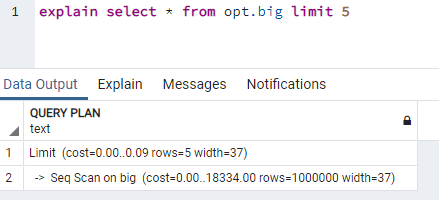 1 explain select * from opt.big limit 5
Data Output Explain Messages Notifications
QUERY PLAN
text
1 Limit (cost=0.00..0.09 rows=5 width=37)
2 -> Seq Scan on big (cost=0.00..18334.00 rows=1000000 width=37)